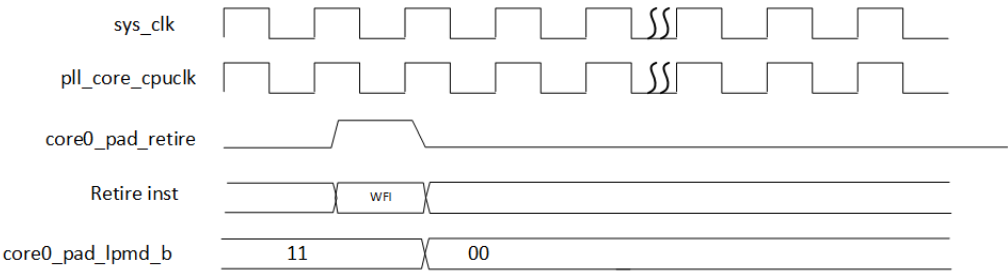 sys_clk
pll_core_cpuclk
core0_pad_retire
Retire inst WFI
core0_pad_lpmd_b 11 00